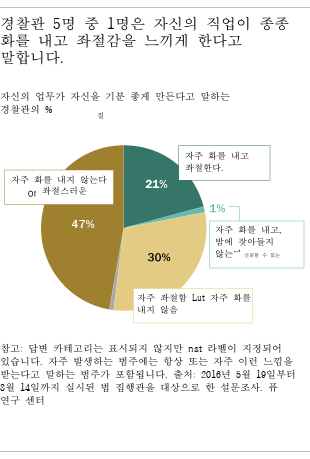 경찰관 5명 중 1명은 자신의 직업이 종종
화를 내고 좌절감을 느끼게 한다고
말합니다.
자신의 업무가 자신을 기분 좋게 만든다고 말하는
경찰관의 %
절
자주 화를 내고
좌절한다.
21%
1%
자주 화를 내고,
밤에 잦아들지
않는""
30%
자주 좌절함 Lut 자주 화를
내지 않음
자주 화를 내지 않는다
or 좌절스러운
47%
참고: 답변 카테고리는 표시되지 않지만 nat 라벨이 지정되어
있습니다. 자주 발생하는 범주에는 항상 또는 자주 이런 느낌을
받는다고 말하는 범주가 포함됩니다. 출처: 2016년 5월 19일부터
8월 14일까지 실시된 법 집행관을 대상으로 한 설문조사. 퓨
연구 센터